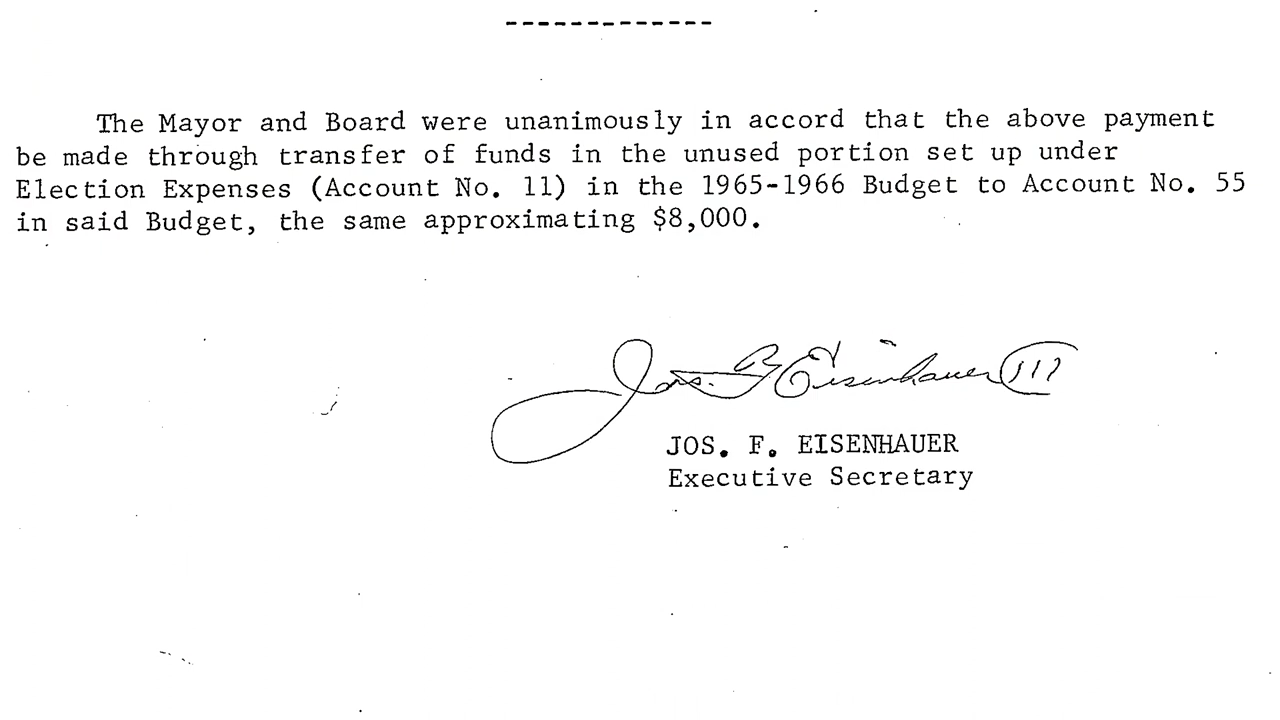 -------------
The Mayor and Board were unanimously in accord that the above payment
be made through transfer of funds in the unused portion set up under
Election Expenses (Account No. 11) in the 1965-1966 Budget to Account No. 55
in said Budget, the same approximating $8,000.
Jos. F Eisenhauer III
JOS. F. EISENHAUER
Executive Secretary